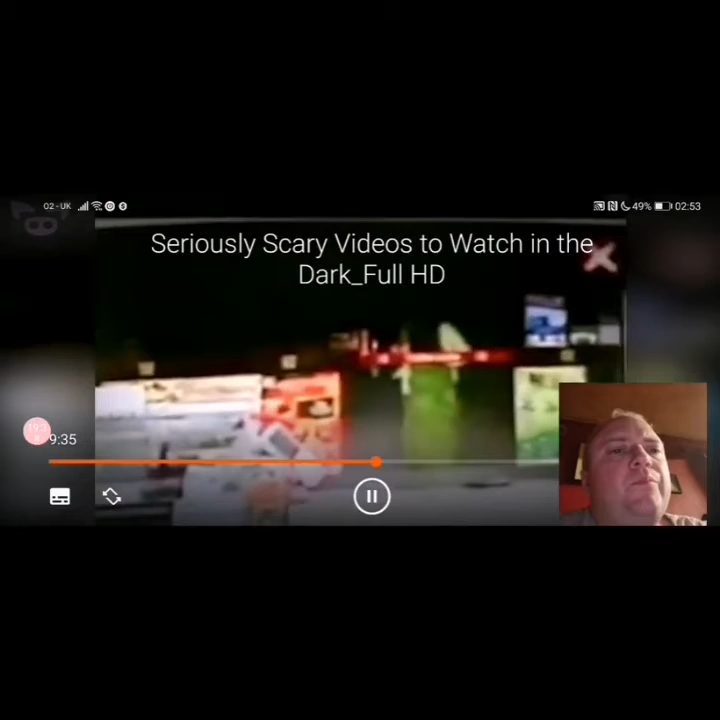 O2 - UK
49% 02:53
Seriously Scary Videos to Watch in the
Dark_Full HD
9:35